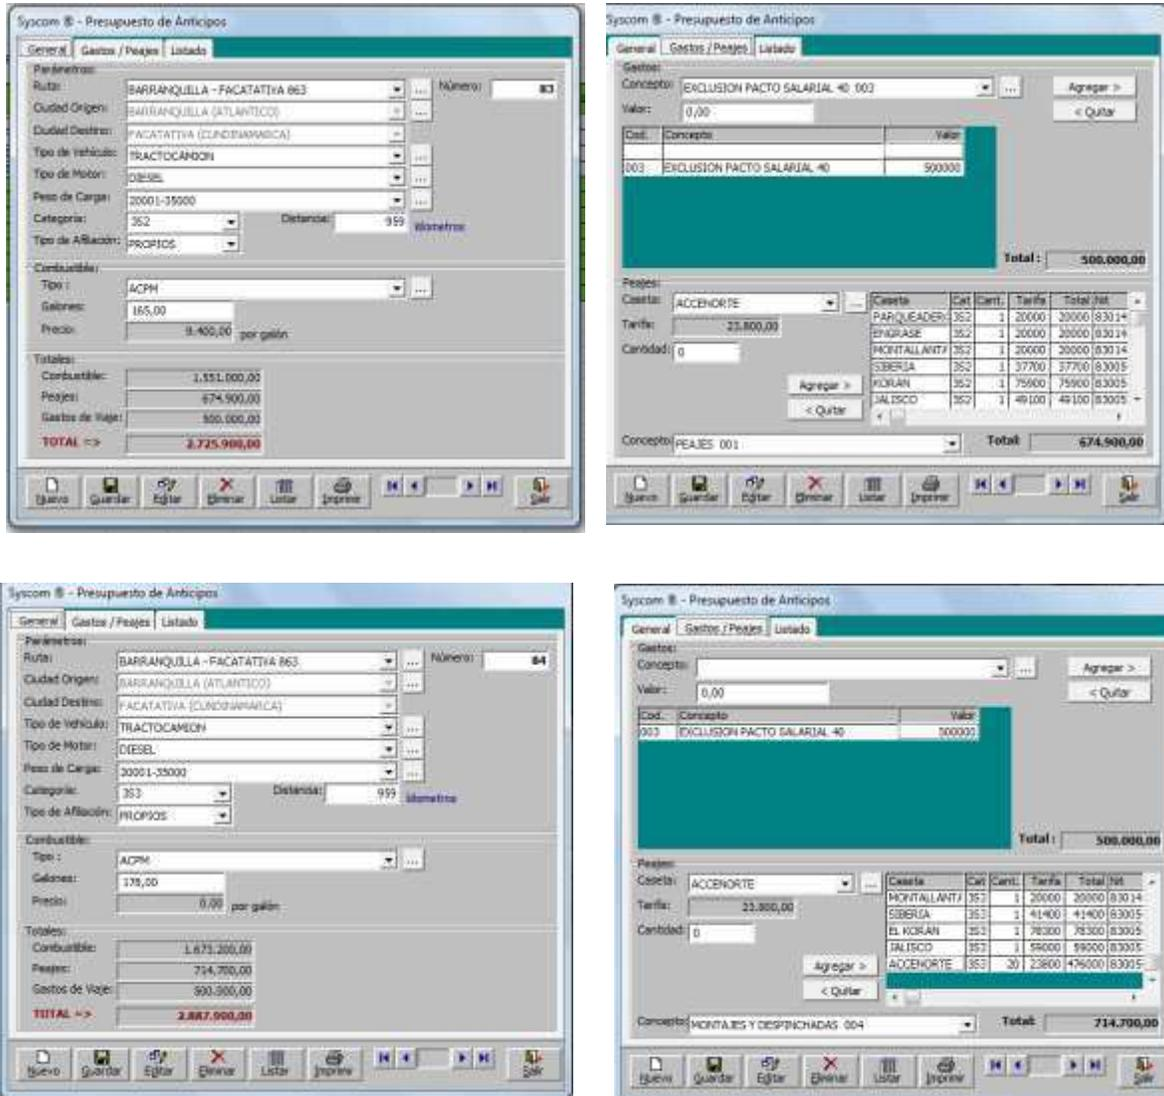 Syscom ® - Presupuesto de Anticipos
General Gastos / Peajes Listado
Parámetros:
Ruta: BARRANQUILLA - FACATATIVA 863 ... Número: 83
Ciudad Origen: BARRANQUILLA (ATLANTICO)
Ciudad Destino: FACATATIVA (CUNDINAMARCA)
Tipo de Vehículo: TRACTOCAMION ...
Tipo de Motor: DIESEL ...
Peso de Carga: 20001-35000 ...
Categoría: 3S2 Distancia: 959 kilometros
Tipo de Afiliación: PROPIOS
Combustible:
Tipo : ACPM ...
Galones: 165,00
Precio: 9.400,00 por galón
Totales:
Combustible: 1.551.000,00
Peajes: 674.900,00
Gastos de Viaje: 500.000,00
TOTAL => 2.725.900,00
Nuevo Guardar Editar Eliminar Listar Imprimir Salir
Syscom ® - Presupuesto de Anticipos
General Gastos / Peajes Listado
Gastos:
Concepto: EXCLUSION PACTO SALARIAL 40 003 ... Agregar >
Valor: 0,00 < Quitar
Cod. Concepto Valor
003 EXCLUSION PACTO SALARIAL 40 500000
Total : 500.000,00
Peajes:
Caseta: ACCENORTE ...
Tarifa: 23.800,00
Cantidad: 0
Agregar >
< Quitar
Caseta Cat Cant. Tarifa Total Nit
PARQUEADERO 3S2 1 20000 20000 83014
ENGRASE 3S2 1 20000 20000 83014
MONTALLANTA 3S2 1 20000 20000 83014
SIBERIA 3S2 1 37700 37700 83005
KORAN 3S2 1 75900 75900 83005
JALISCO 3S2 1 49100 49100 83005
Concepto: PEAJES 001 Total: 674.900,00
Nuevo Guardar Editar Eliminar Listar Imprimir Salir
Syscom ® - Presupuesto de Anticipos
General Gastos / Peajes Listado
Parámetros:
Ruta: BARRANQUILLA - FACATATIVA 863 ... Número: 84
Ciudad Origen: BARRANQUILLA (ATLANTICO) ...
Ciudad Destino: FACATATIVA (CUNDINAMARCA)
Tipo de Vehículo: TRACTOCAMION ...
Tipo de Motor: DIESEL ...
Peso de Carga: 20001-35000 ...
Categoría: 3S3 Distancia: 959 kilometros
Tipo de Afiliación: PROPIOS
Combustible:
Tipo : ACPM ...
Galones: 178,00
Precio: 0,00 por galón
Totales:
Combustible: 1.673.200,00
Peajes: 714.700,00
Gastos de Viaje: 500.000,00
TOTAL => 2.887.900,00
Nuevo Guardar Editar Eliminar Listar Imprimir Salir
Syscom ® - Presupuesto de Anticipos
General Gastos / Peajes Listado
Gastos:
Concepto: ... Agregar >
Valor: 0,00 < Quitar
Cod. Concepto Valor
003 EXCLUSION PACTO SALARIAL 40 500000
Total : 500.000,00
Peajes:
Caseta: ACCENORTE ...
Tarifa: 23.800,00
Cantidad: 0
Agregar >
< Quitar
Caseta Cat Cant. Tarifa Total Nit
MONTALLANTA 3S3 1 20000 20000 83014
SIBERIA 3S3 1 41400 41400 83005
EL KORAN 3S3 1 78300 78300 83005
JALISCO 3S3 1 59000 59000 83005
ACCENORTE 3S3 20 23800 476000 83005
Concepto: MONTAJES Y DESPINCHADAS 004 Total: 714.700,00
Nuevo Guardar Editar Eliminar Listar Imprimir Salir